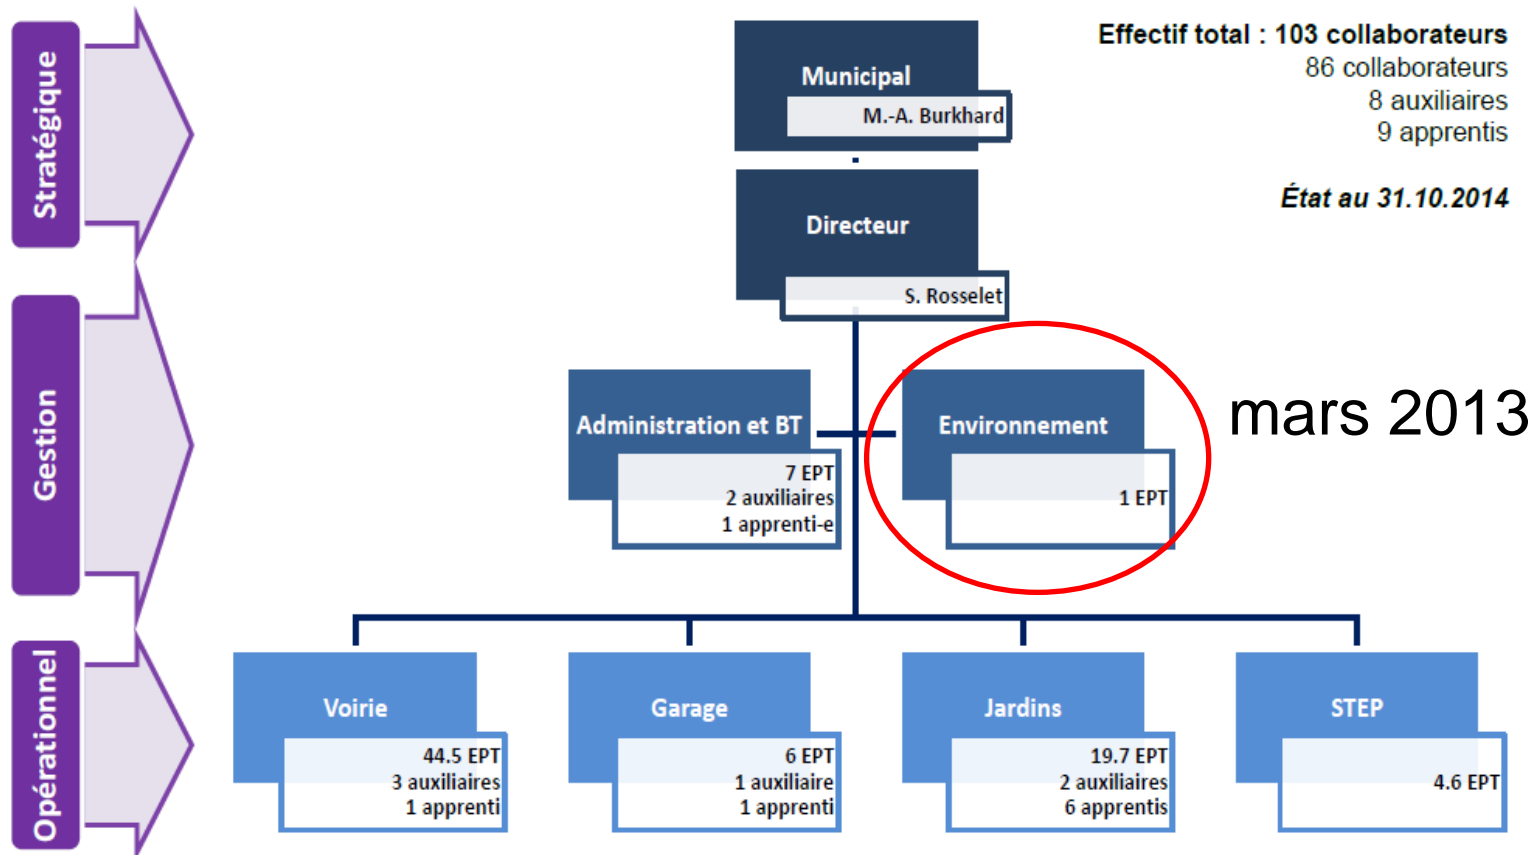 Stratégique
Gestion
Opérationnel
Effectif total : 103 collaborateurs
86 collaborateurs
8 auxiliaires
9 apprentis
État au 31.10.2014
Municipal
M.-A. Burkhard
Directeur
S. Rosselet
Administration et BT
7 EPT
2 auxiliaires
1 apprenti-e
Environnement
1 EPT
mars 2013
Voirie
44.5 EPT
3 auxiliaires
1 apprenti
Garage
6 EPT
1 auxiliaire
1 apprenti
Jardins
19.7 EPT
2 auxiliaires
6 apprentis
STEP
4.6 EPT